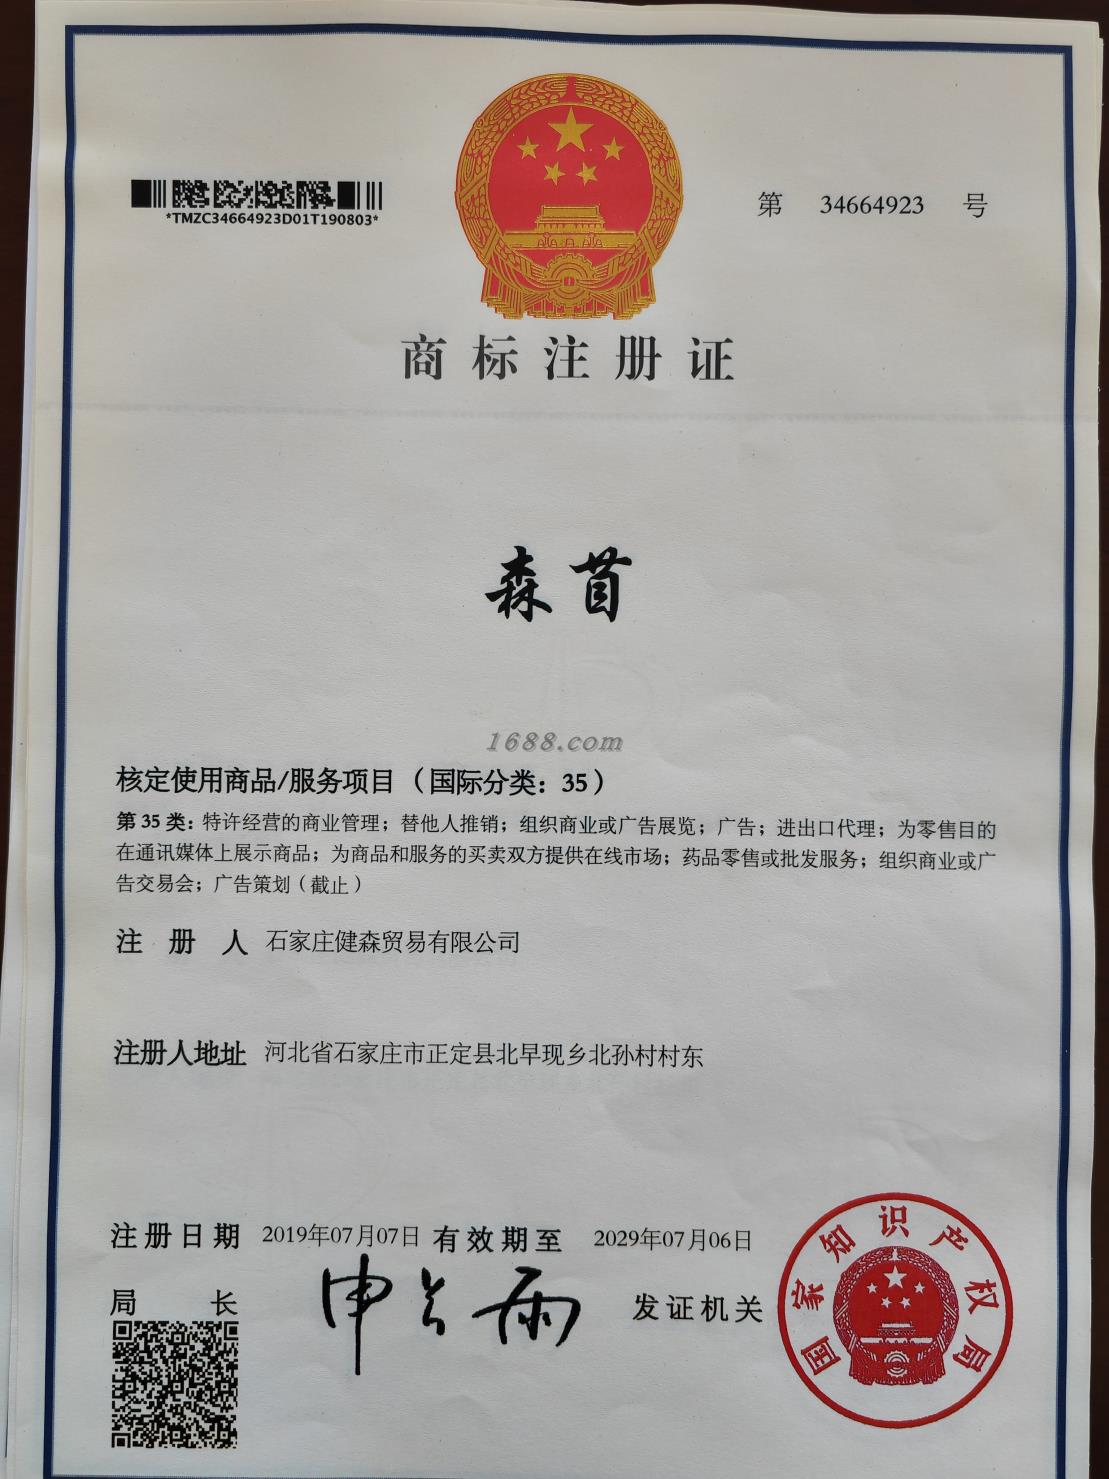 *TMZC34664923D01T190803*
第 34664923 号
商标注册证
森苜
1688.com
核定使用商品/服务项目（国际分类：35）
第 35 类：特许经营的商业管理；替他人推销；组织商业或广告展览；广告；进出口代理；为零售目的
在通讯媒体上展示商品；为商品和服务的买卖双方提供在线市场；药品零售或批发服务；组织商业或广
告交易会；广告策划（截止）
注 册 人 石家庄健森贸易有限公司
注册人地址 河北省石家庄市正定县北早现乡北孙村村东
注册日期 2019年07月07日 有效期至 2029年07月06日
局 长 申长雨 发证机关
国家知识产权局